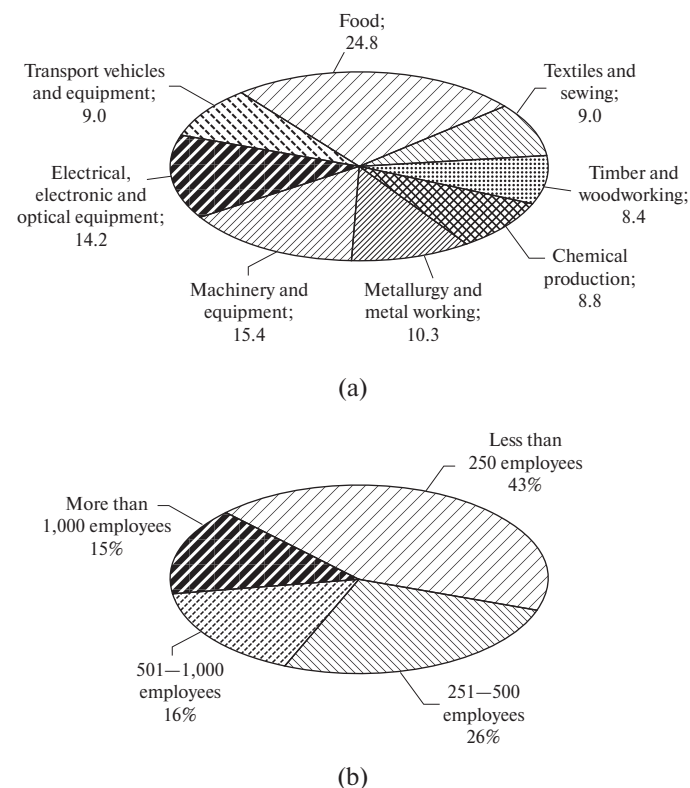 Food;
24.8
Transport vehicles
and equipment;
9.0
Textiles and
sewing;
9.0
Electrical,
electronic and
optical equipment;
14.2
Timber and
woodworking;
8.4
Chemical
production;
8.8
Machinery and
equipment;
15.4
Metallurgy and
metal working;
10.3
(a)
Less than
250 employees
43%
More than
1,000 employees
15%
501—1,000
employees
16%
251—500
employees
26%
(b)